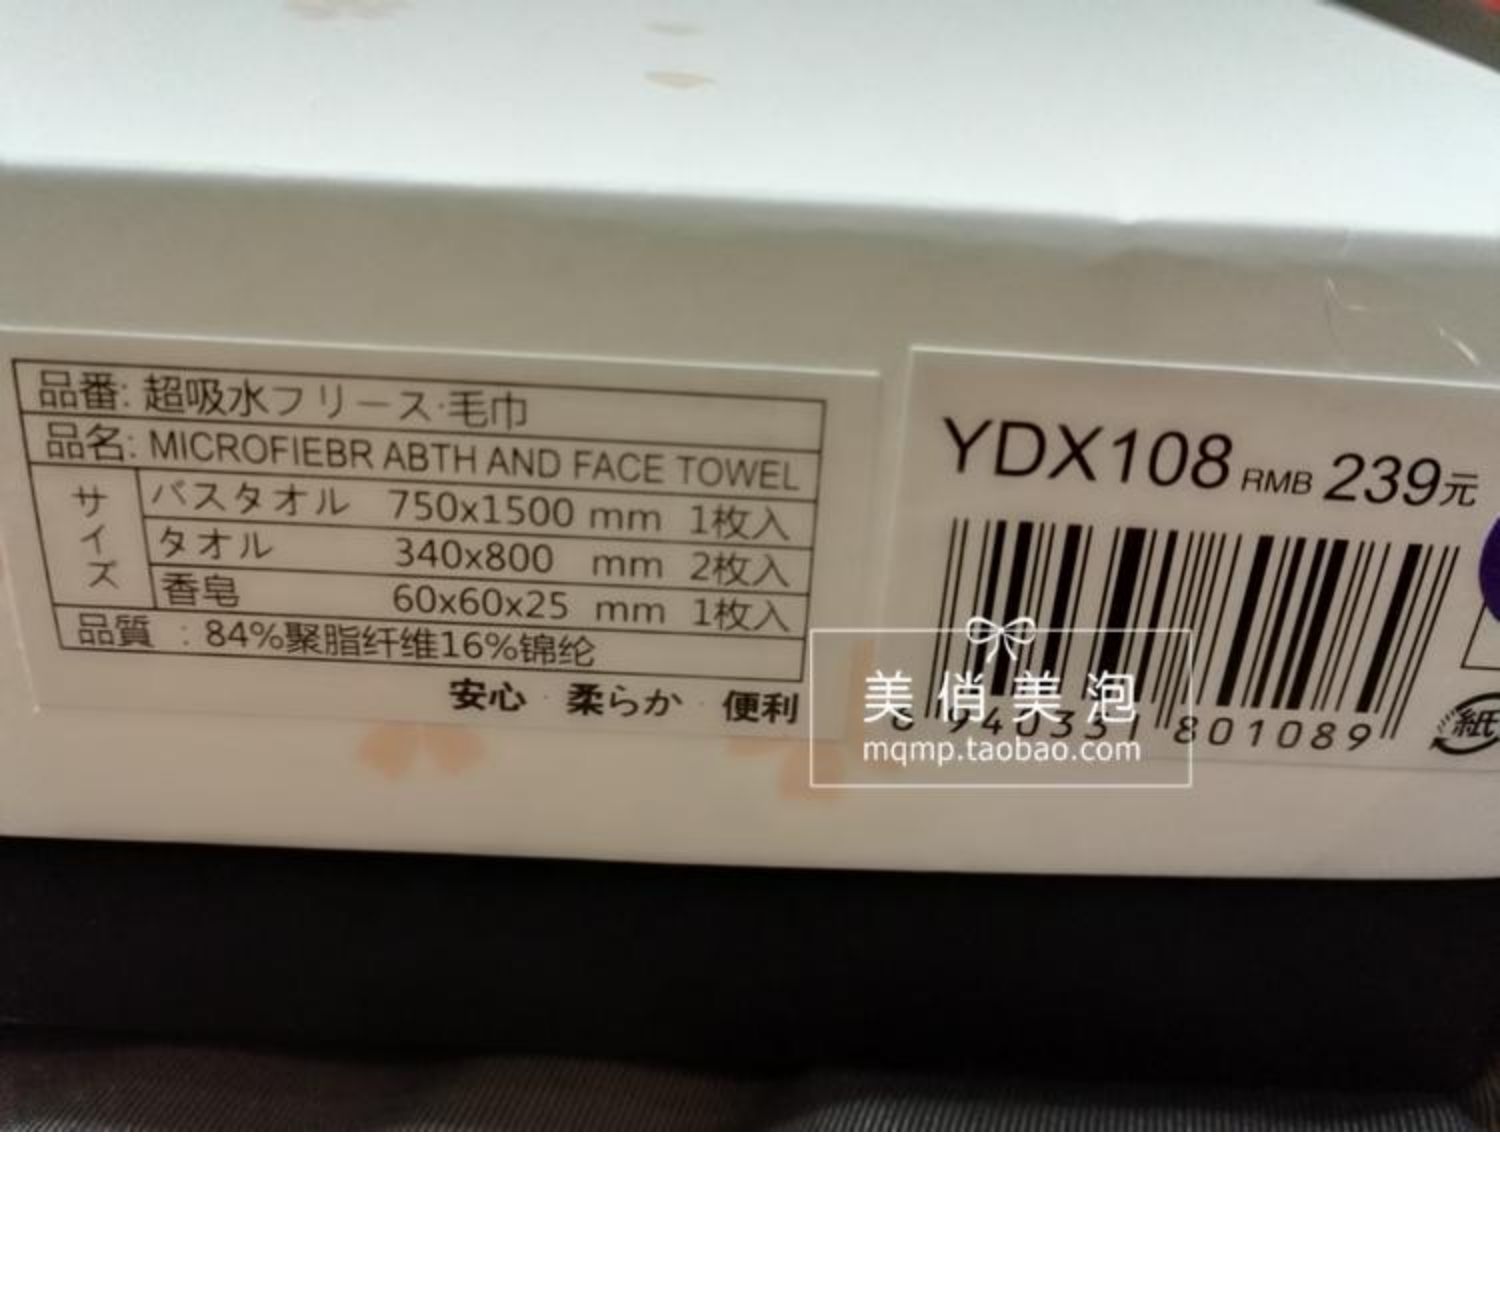 品番: 超吸水フリース·毛巾
品名: MICROFIEBR ABTH AND FACE TOWEL
サイズ
バスタオル 750x1500 mm 1枚入
タオル 340x800 mm 2枚入
香皂 60x60x25 mm 1枚入
品質 : 84%聚脂纤维16%锦纶
安心 · 柔らか 便利
YDX108 RMB 239元
6 940331 801089
紙
美俏美泡
mqmp.taobao.com